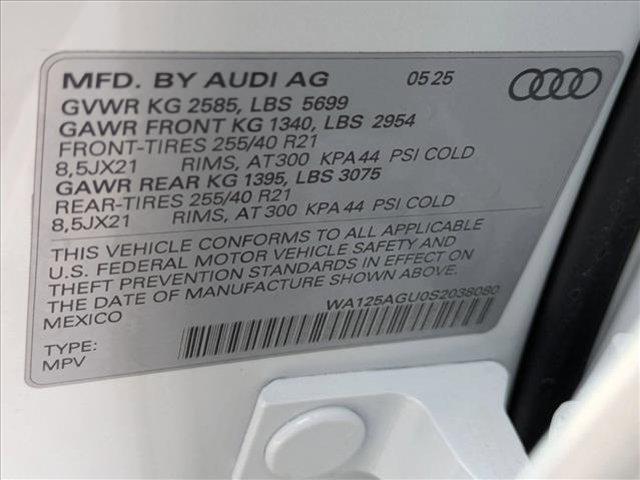 MFD. BY AUDI AG 05 25
GVWR KG 2585, LBS 5699
GAWR FRONT KG 1340, LBS 2954
FRONT-TIRES 255/40 R21
8,5JX21 RIMS, AT 300 KPA 44 PSI COLD
GAWR REAR KG 1395, LBS 3075
REAR-TIRES 255/40 R21
8,5JX21 RIMS, AT 300 KPA 44 PSI COLD
THIS VEHICLE CONFORMS TO ALL APPLICABLE
U.S. FEDERAL MOTOR VEHICLE SAFETY AND
THEFT PREVENTION STANDARDS IN EFFECT ON
THE DATE OF MANUFACTURE SHOWN ABOVE.
MEXICO WA125AGU0S2038080
TYPE:
MPV